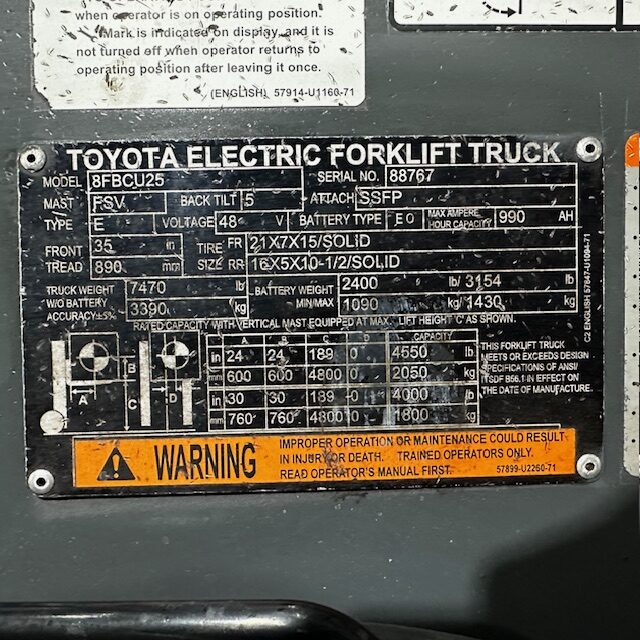 when operator is on operating position.
Mark is indicated on display, and it is
not turned off when operator returns to
operating position after leaving it once.
(ENGLISH) 57914-U1160-71
TOYOTA ELECTRIC FORKLIFT TRUCK
MODEL 8FBCU25 SERIAL NO. 88767
MAST FSV BACK TILT 5 ATTACH SSFP
TYPE E VOLTAGE 48 V BATTERY TYPE EO MAX AMPERE HOUR CAPACITY 990 AH
FRONT TREAD 35 in 890 mm
TIRE SIZE FR 21X7X15/SOLID
RR 16X5X10-1/2/SOLID
TRUCK WEIGHT W/O BATTERY ACCURACY±5% 7470 lb 3390 kg
BATTERY WEIGHT MIN/MAX 2400 lb/ 3154 lb
1090 kg/ 1430 kg
RATED CAPACITY WITH VERTICAL MAST EQUIPPED AT MAX. LIFT HEIGHT 'C' AS SHOWN.
A B C D CAPACITY
in 24 24 189 0 4550 lb
mm 600 600 4800 0 2050 kg
in 30 30 189 0 4000 lb
mm 760 760 4800 0 1800 kg
A B C D
THIS FORKLIFT TRUCK
MEETS OR EXCEEDS DESIGN
SPECIFICATIONS OF ANSI/
ITSDF B56.1 IN EFFECT ON
THE DATE OF MANUFACTURE.
C2 ENGLISH 57647-U1091-71
WARNING
IMPROPER OPERATION OR MAINTENANCE COULD RESULT
IN INJURY OR DEATH. TRAINED OPERATORS ONLY.
READ OPERATOR'S MANUAL FIRST. 57899-U2260-71